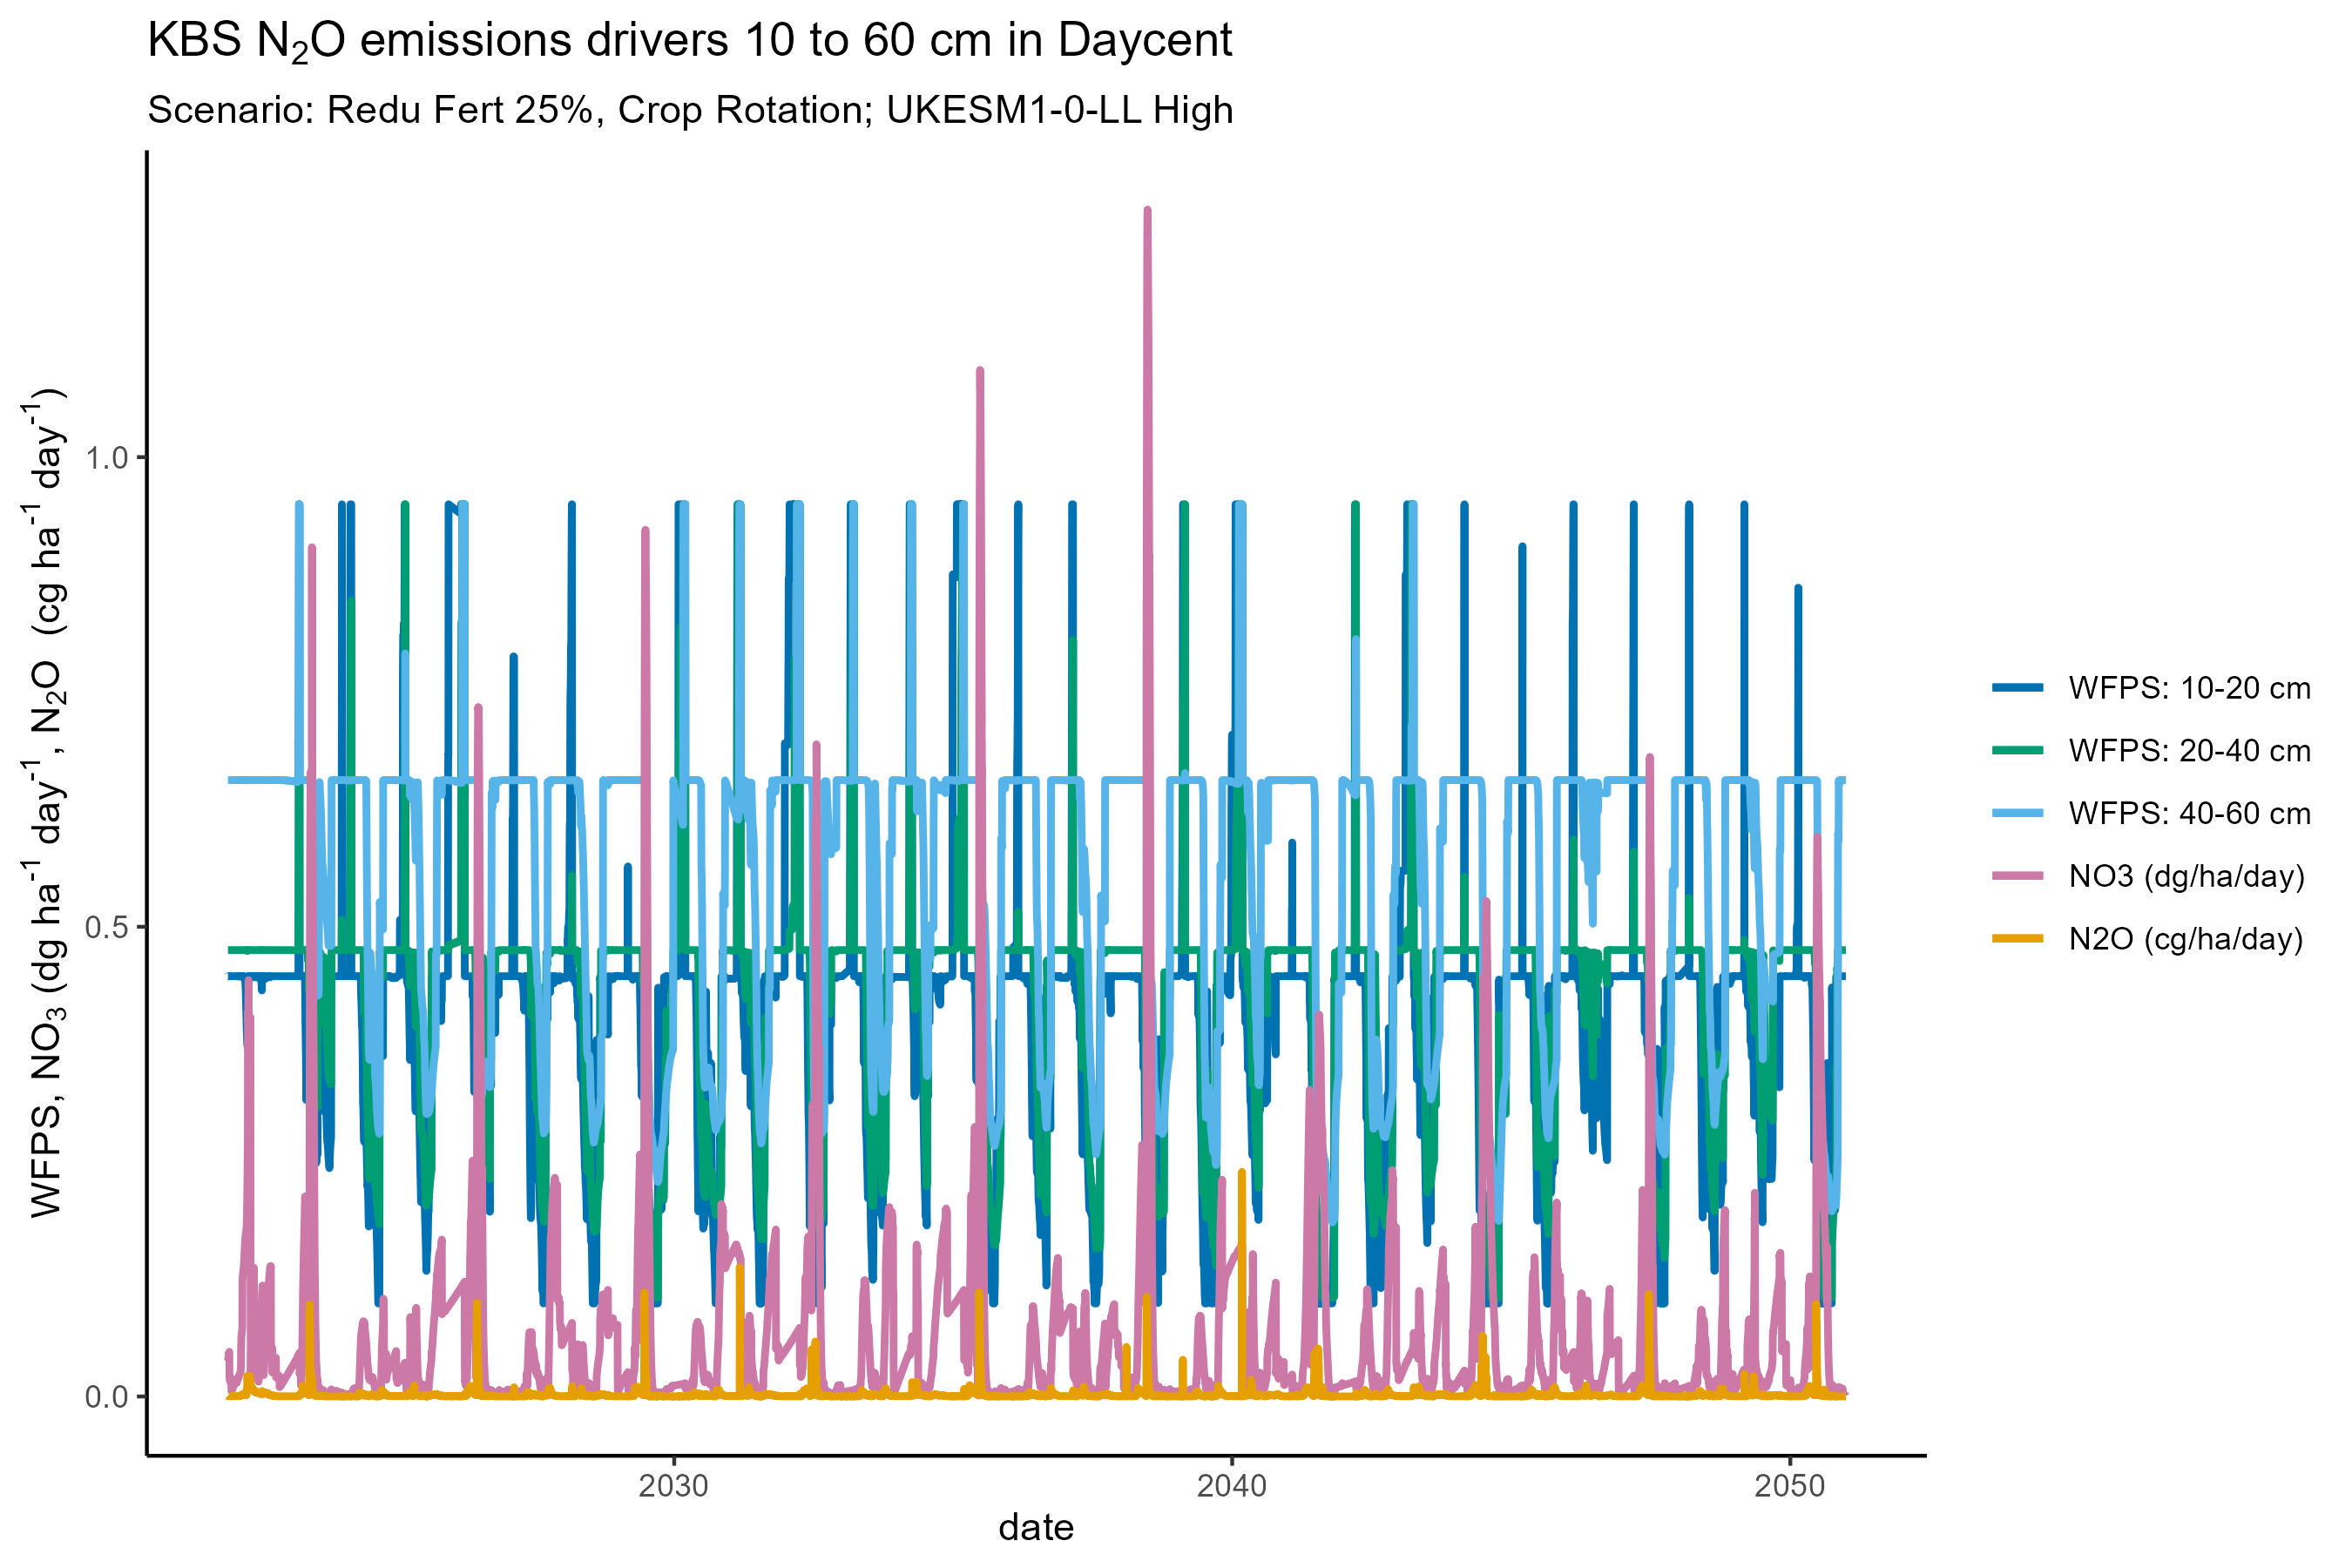 KBS N₂O emissions drivers 10 to 60 cm in Daycent
Scenario: Redu Fert 25%, Crop Rotation; UKESM1-0-LL High
WFPS, NO₃ (dg ha⁻¹ day⁻¹, N₂O (cg ha⁻¹ day⁻¹)
1.0
0.5
0.0
2030
2040
2050
date
WFPS: 10-20 cm
WFPS: 20-40 cm
WFPS: 40-60 cm
NO3 (dg/ha/day)
N2O (cg/ha/day)